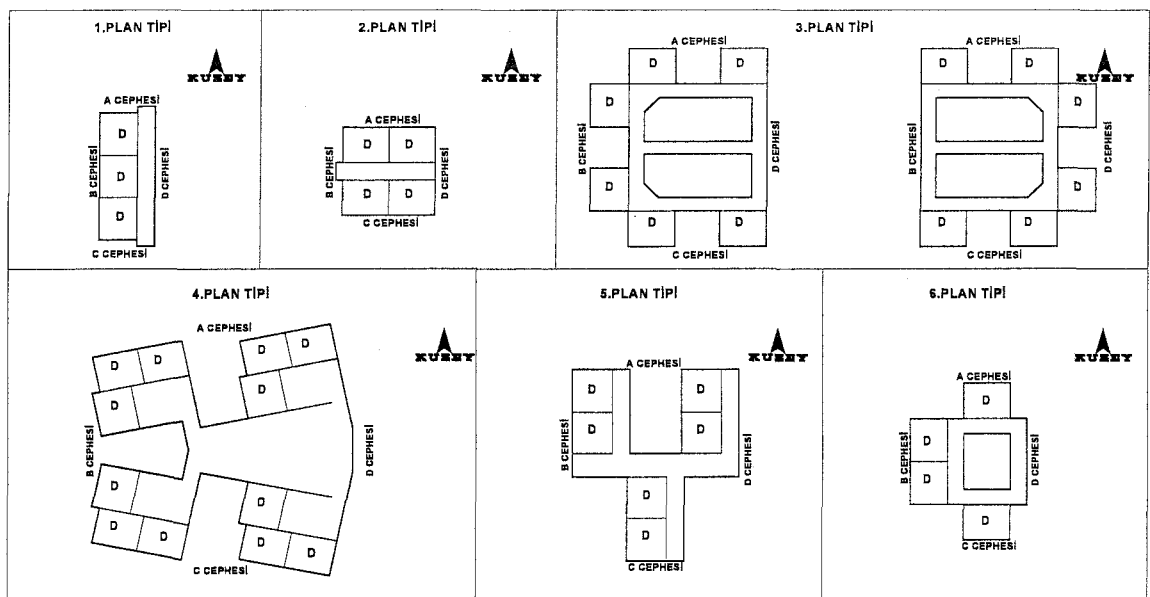 1.PLAN TİPİ
KUZEY
A CEPHESİ
D
B CEPHESİ
D
D CEPHESİ
D
C CEPHESİ
2.PLAN TİPİ
KUZEY
A CEPHESİ
D D
B CEPHESİ
D CEPHESİ
D D
C CEPHESİ
3.PLAN TİPİ
KUZEY
A CEPHESİ
D D
D
B CEPHESİ
D CEPHESİ
D
D D
C CEPHESİ
A CEPHESİ
D D
D
B CEPHESİ
D CEPHESİ
D
D D
C CEPHESİ
4.PLAN TİPİ
KUZEY
A CEPHESİ
D D D D
D D
B CEPHESİ
D CEPHESİ
D D
D D D D
C CEPHESİ
5.PLAN TİPİ
KUZEY
A CEPHESİ
D D
D D
B CEPHESİ
D CEPHESİ
D
D
C CEPHESİ
6.PLAN TİPİ
KUZEY
A CEPHESİ
D
D
B CEPHESİ
D CEPHESİ
D
D
C CEPHESİ